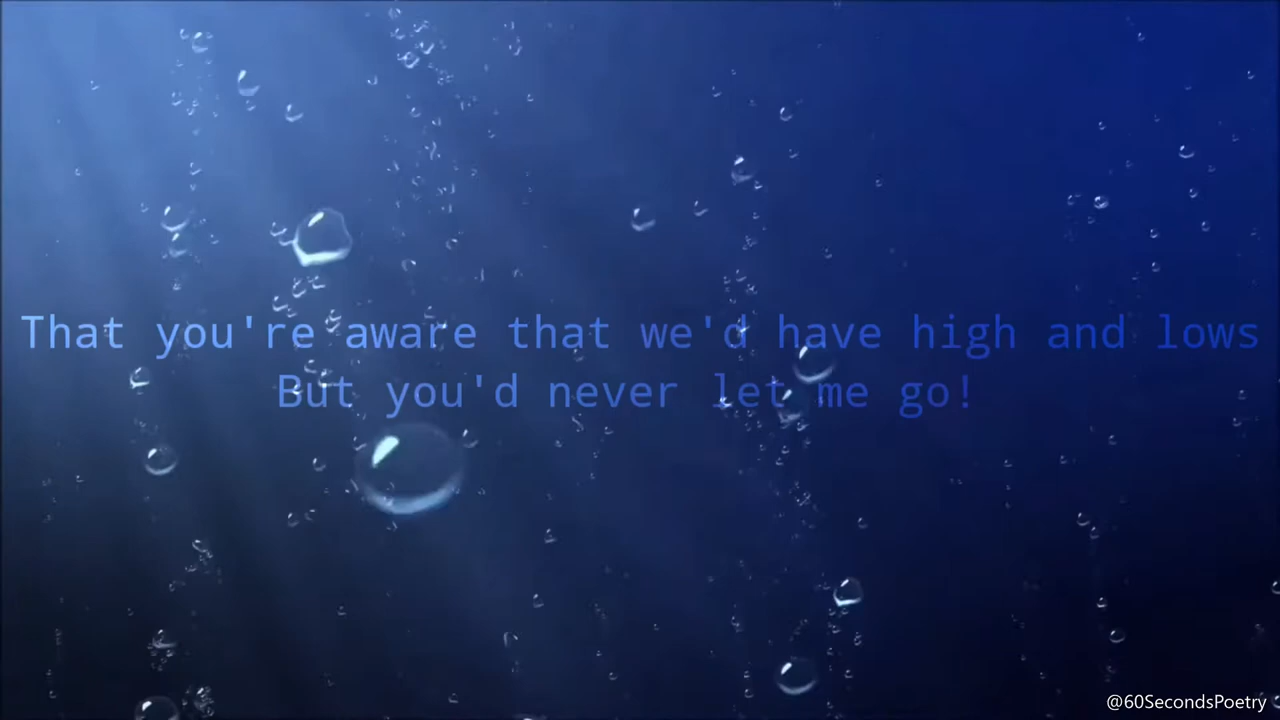 That you're aware that we'd have high and lows
But you'd never let me go!
@60SecondsPoetry